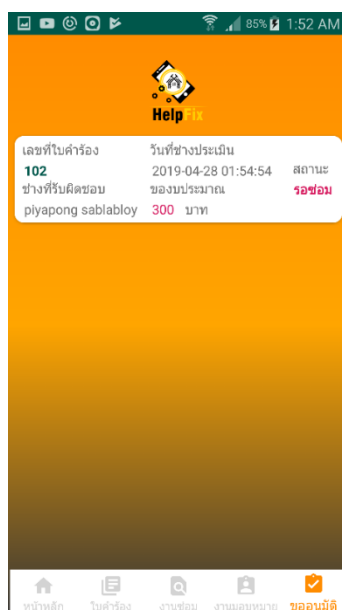 85% 1:52 AM
HelpFix
เลขที่ใบคำร้อง วันที่ช่างประเมิน
102 2019-04-28 01:54:54 สถานะ
ช่างที่รับผิดชอบ ของบประมาณ รอซ่อม
piyapong sablabloy 300 บาท
หน้าหลัก ใบคำร้อง งานซ่อม งานมอบหมาย ขออนุมัติ